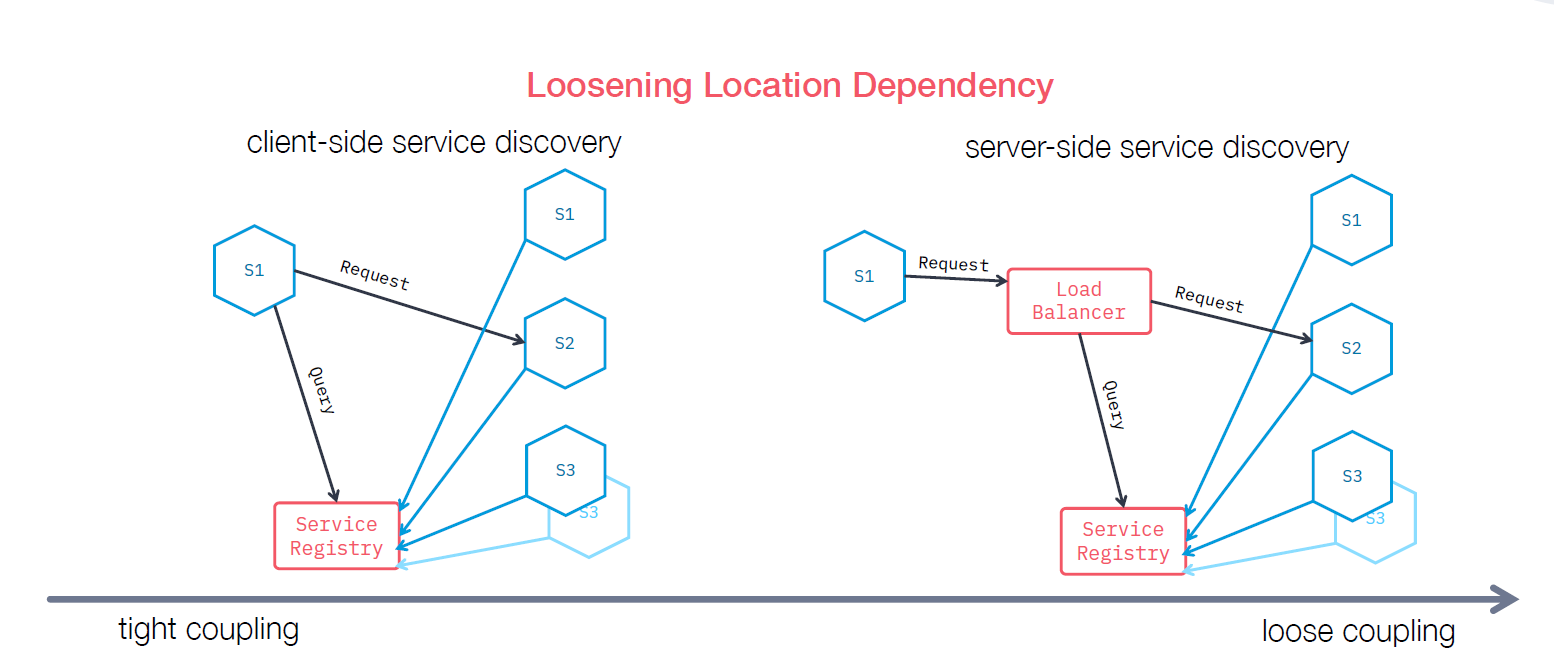 Loosening Location Dependency
client-side service discovery
S1
Request
Query
S1
S2
S3
S3
Service
Registry
server-side service discovery
S1
Request
Load
Balancer
Request
Query
S1
S2
S3
S3
Service
Registry
tight coupling
loose coupling